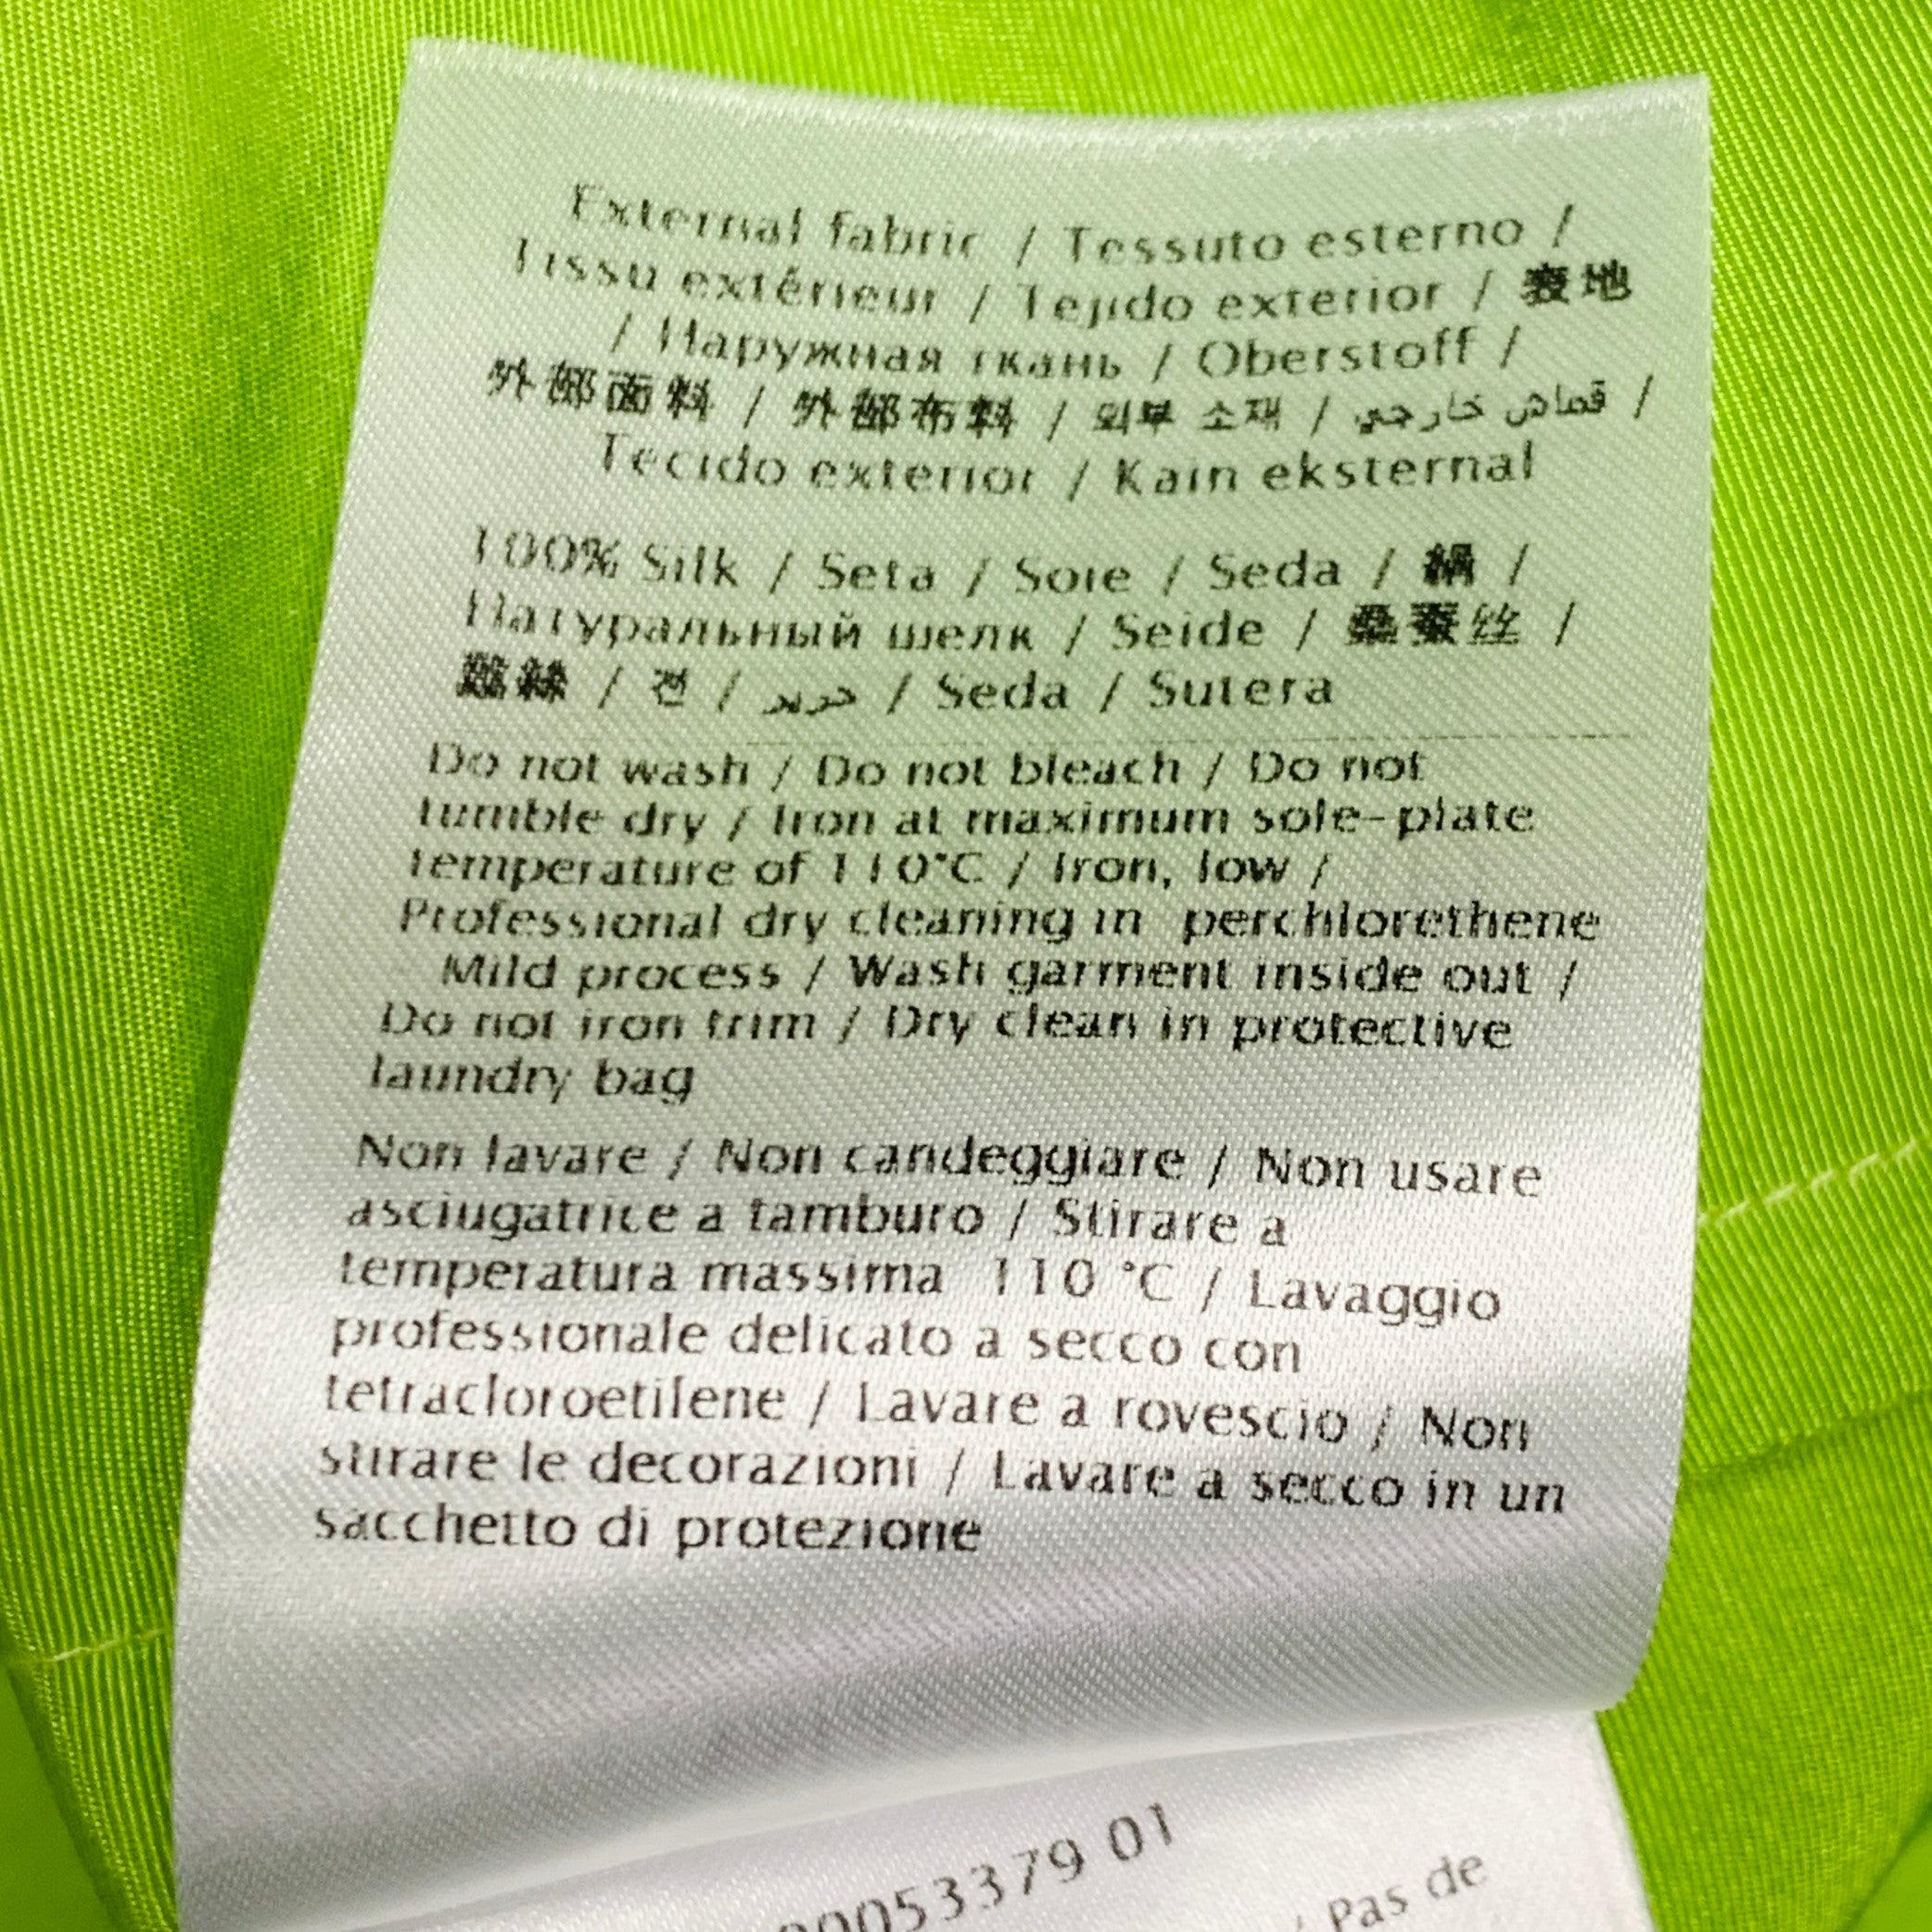 External fabric / Tessuto esterno /
Tissu extérieur / Tejido exterior / 表地
/ Наружная ткань / Oberstoff /
外部面料 / 外部布料 / 외부 소재 / قماش خارجي /
Tecido exterior / Kain eksternal
100% Silk / Seta / Soie / Seda / 絹 /
Натуральный шелк / Seide / 桑蚕丝 /
蠶絲 / 견 / حرير / Seda / Sutera
Do not wash / Do not bleach / Do not
tumble dry / Iron at maximum sole-plate
temperature of 110°C / Iron, low /
Professional dry cleaning in perchlorethene
Mild process / Wash garment inside out /
Do not iron trim / Dry clean in protective
laundry bag
Non lavare / Non candeggiare / Non usare
asciugatrice a tamburo / Stirare a
temperatura massima 110 °C / Lavaggio
professionale delicato a secco con
tetracloroetilene / Lavare a rovescio / Non
stirare le decorazioni / Lavare a secco in un
sacchetto di protezione
0053379 01
/ Pas de